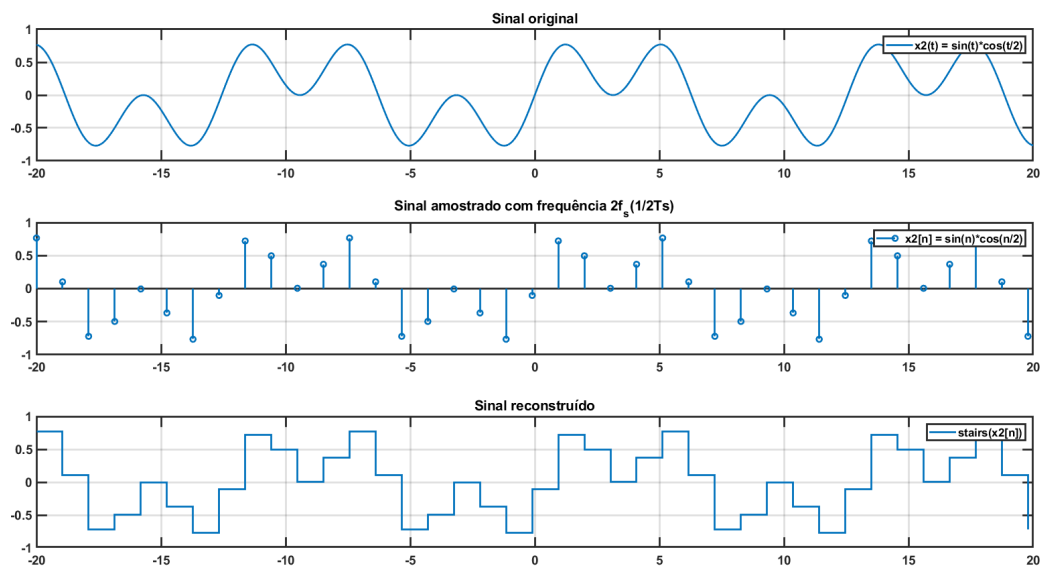 Sinal original
1
0.5
0
-0.5
-1
x2(t) = sin(t)*cos(t/2)
-20 -15 -10 -5 0 5 10 15 20
Sinal amostrado com frequência 2f_s(1/2Ts)
1
0.5
0
-0.5
-1
x2[n] = sin(n)*cos(n/2)
-20 -15 -10 -5 0 5 10 15 20
Sinal reconstruído
1
0.5
0
-0.5
-1
stairs(x2[n])
-20 -15 -10 -5 0 5 10 15 20